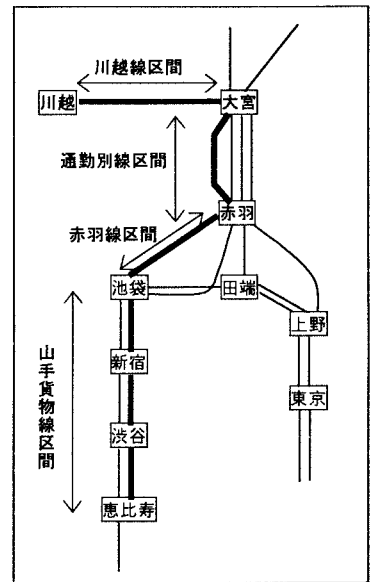 川越線区間
川越
大宮
通勤別線区間
赤羽
赤羽線区間
池袋
田端
上野
山手貨物線区間
新宿
東京
渋谷
恵比寿